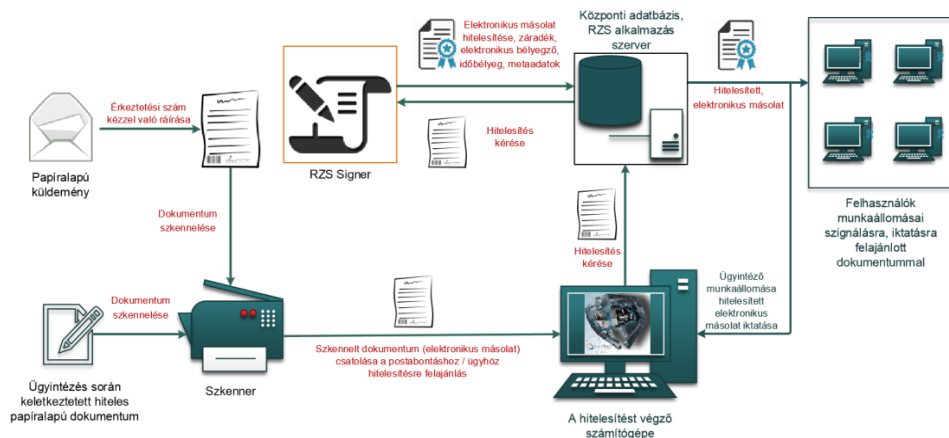 Elektronikus másolat
hitelesítése, záradék,
elektronikus bélyegző,
időbélyeg, metaadatok
Központi adatbázis,
RZS alkalmazás
szerver
Hitelesített,
elektronikus másolat
Érkeztetési szám
kézzel való ráírása
Papíralapú
küldemény
RZS Signer
Hitelesítés
kérése
Felhasználók
munkaállomásai
szignálásra, iktatásra
felajánlott
dokumentummal
Dokumentum
szkennelése
Hitelesítés
kérése
Ügyintéző
munkaállomása
hitelesített
elektronikus
másolat iktatása
Dokumentum
szkennelése
Szkennelt dokumentum (elektronikus másolat)
csatolása a postabontáshoz / ügyhöz
hitelesítésre felajánlás
Szkenner
Ügyintézés során
keletkeztetett hiteles
papíralapú dokumentum
A hitelesítést végző
számítógépe